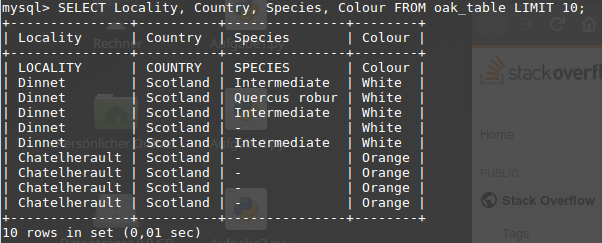 mysql> SELECT Locality, Country, Species, Colour FROM oak_table LIMIT 10;
+--------------+----------+---------------+--------+
| Locality | Country | Species | Colour |
+--------------+----------+---------------+--------+
| LOCALITY | COUNTRY | SPECIES | Colour |
| Dinnet | Scotland | Intermediate | White |
| Dinnet | Scotland | Quercus robur | White |
| Dinnet | Scotland | Intermediate | White |
| Dinnet | Scotland | - | White |
| Dinnet | Scotland | Intermediate | White |
| Chatelherault | Scotland | - | Orange |
| Chatelherault | Scotland | - | Orange |
| Chatelherault | Scotland | - | Orange |
| Chatelherault | Scotland | - | Orange |
+--------------+----------+---------------+--------+
10 rows in set (0,01 sec)
Rechner
stackoverflow
Home
PUBLIC
Stack Overflow
Tags